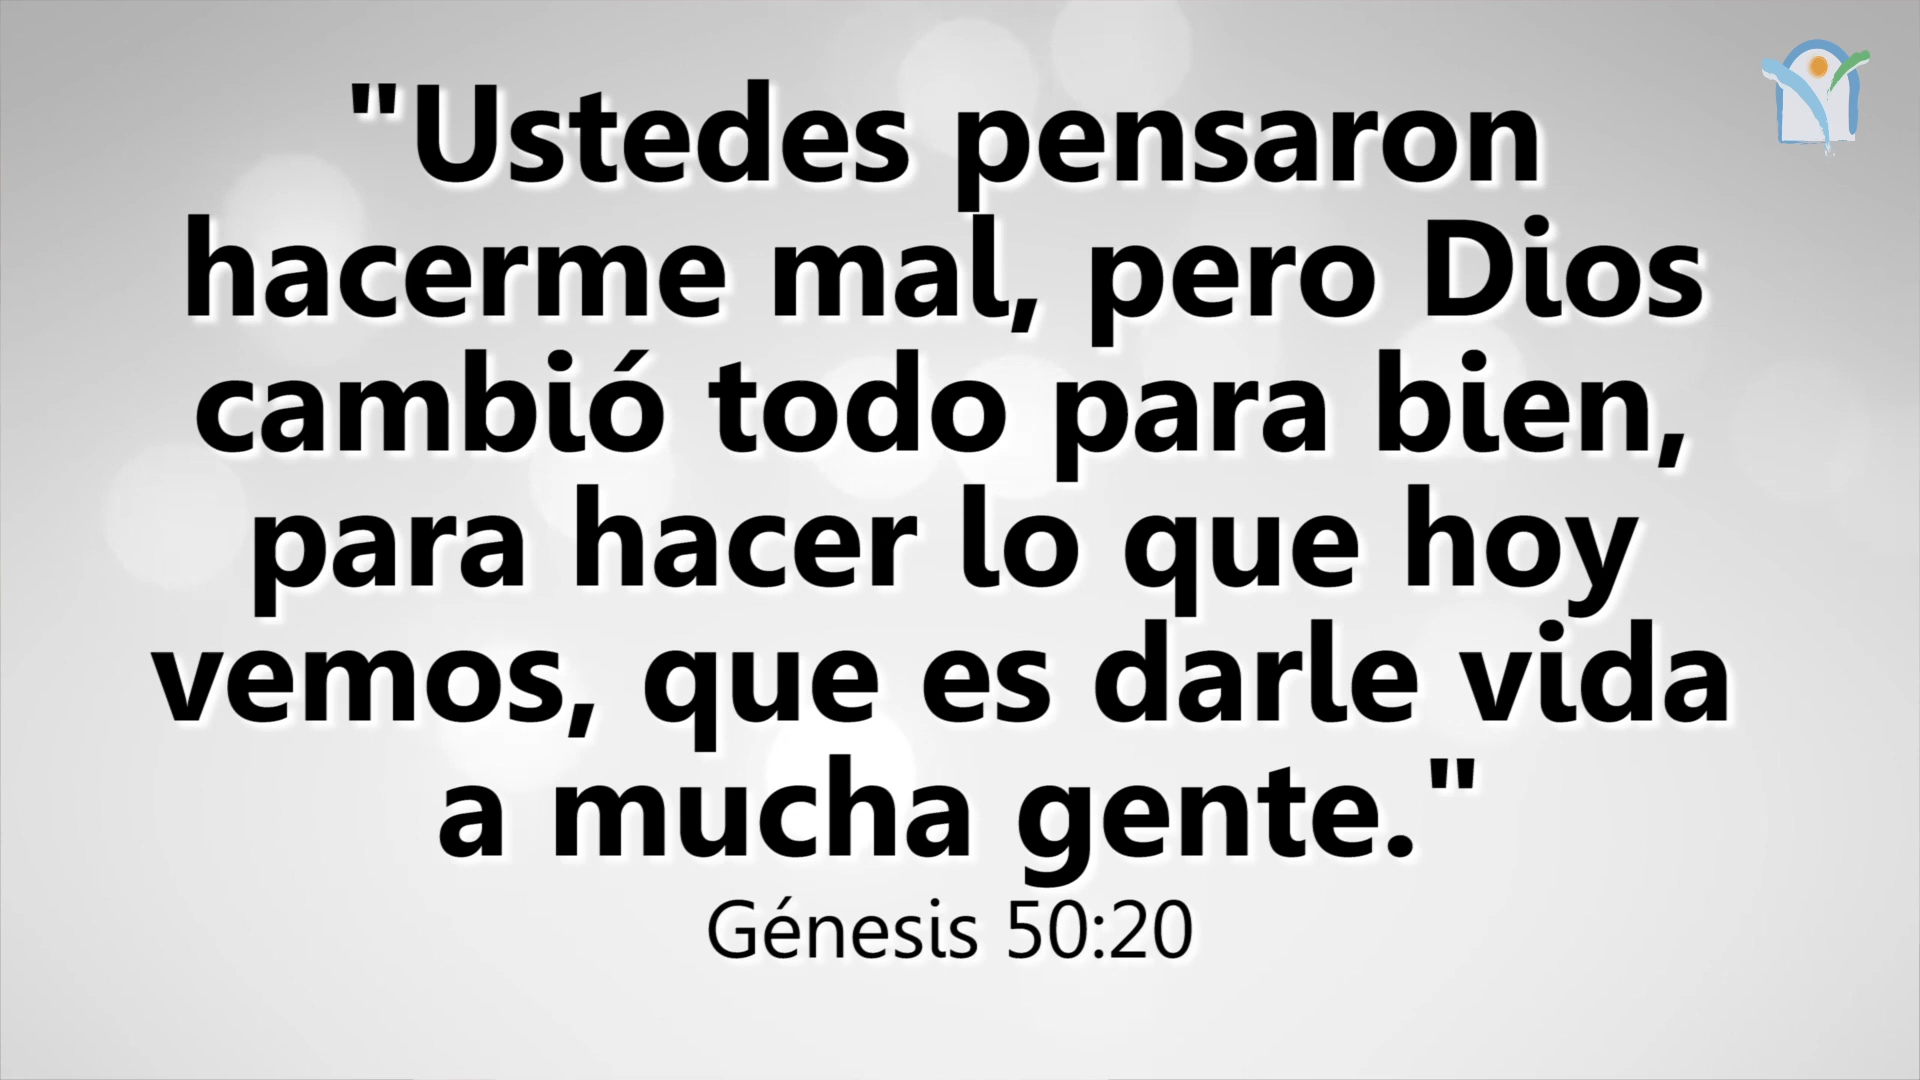 "Ustedes pensaron
hacerme mal, pero Dios
cambió todo para bien,
para hacer lo que hoy
vemos, que es darle vida
a mucha gente."
Génesis 50:20